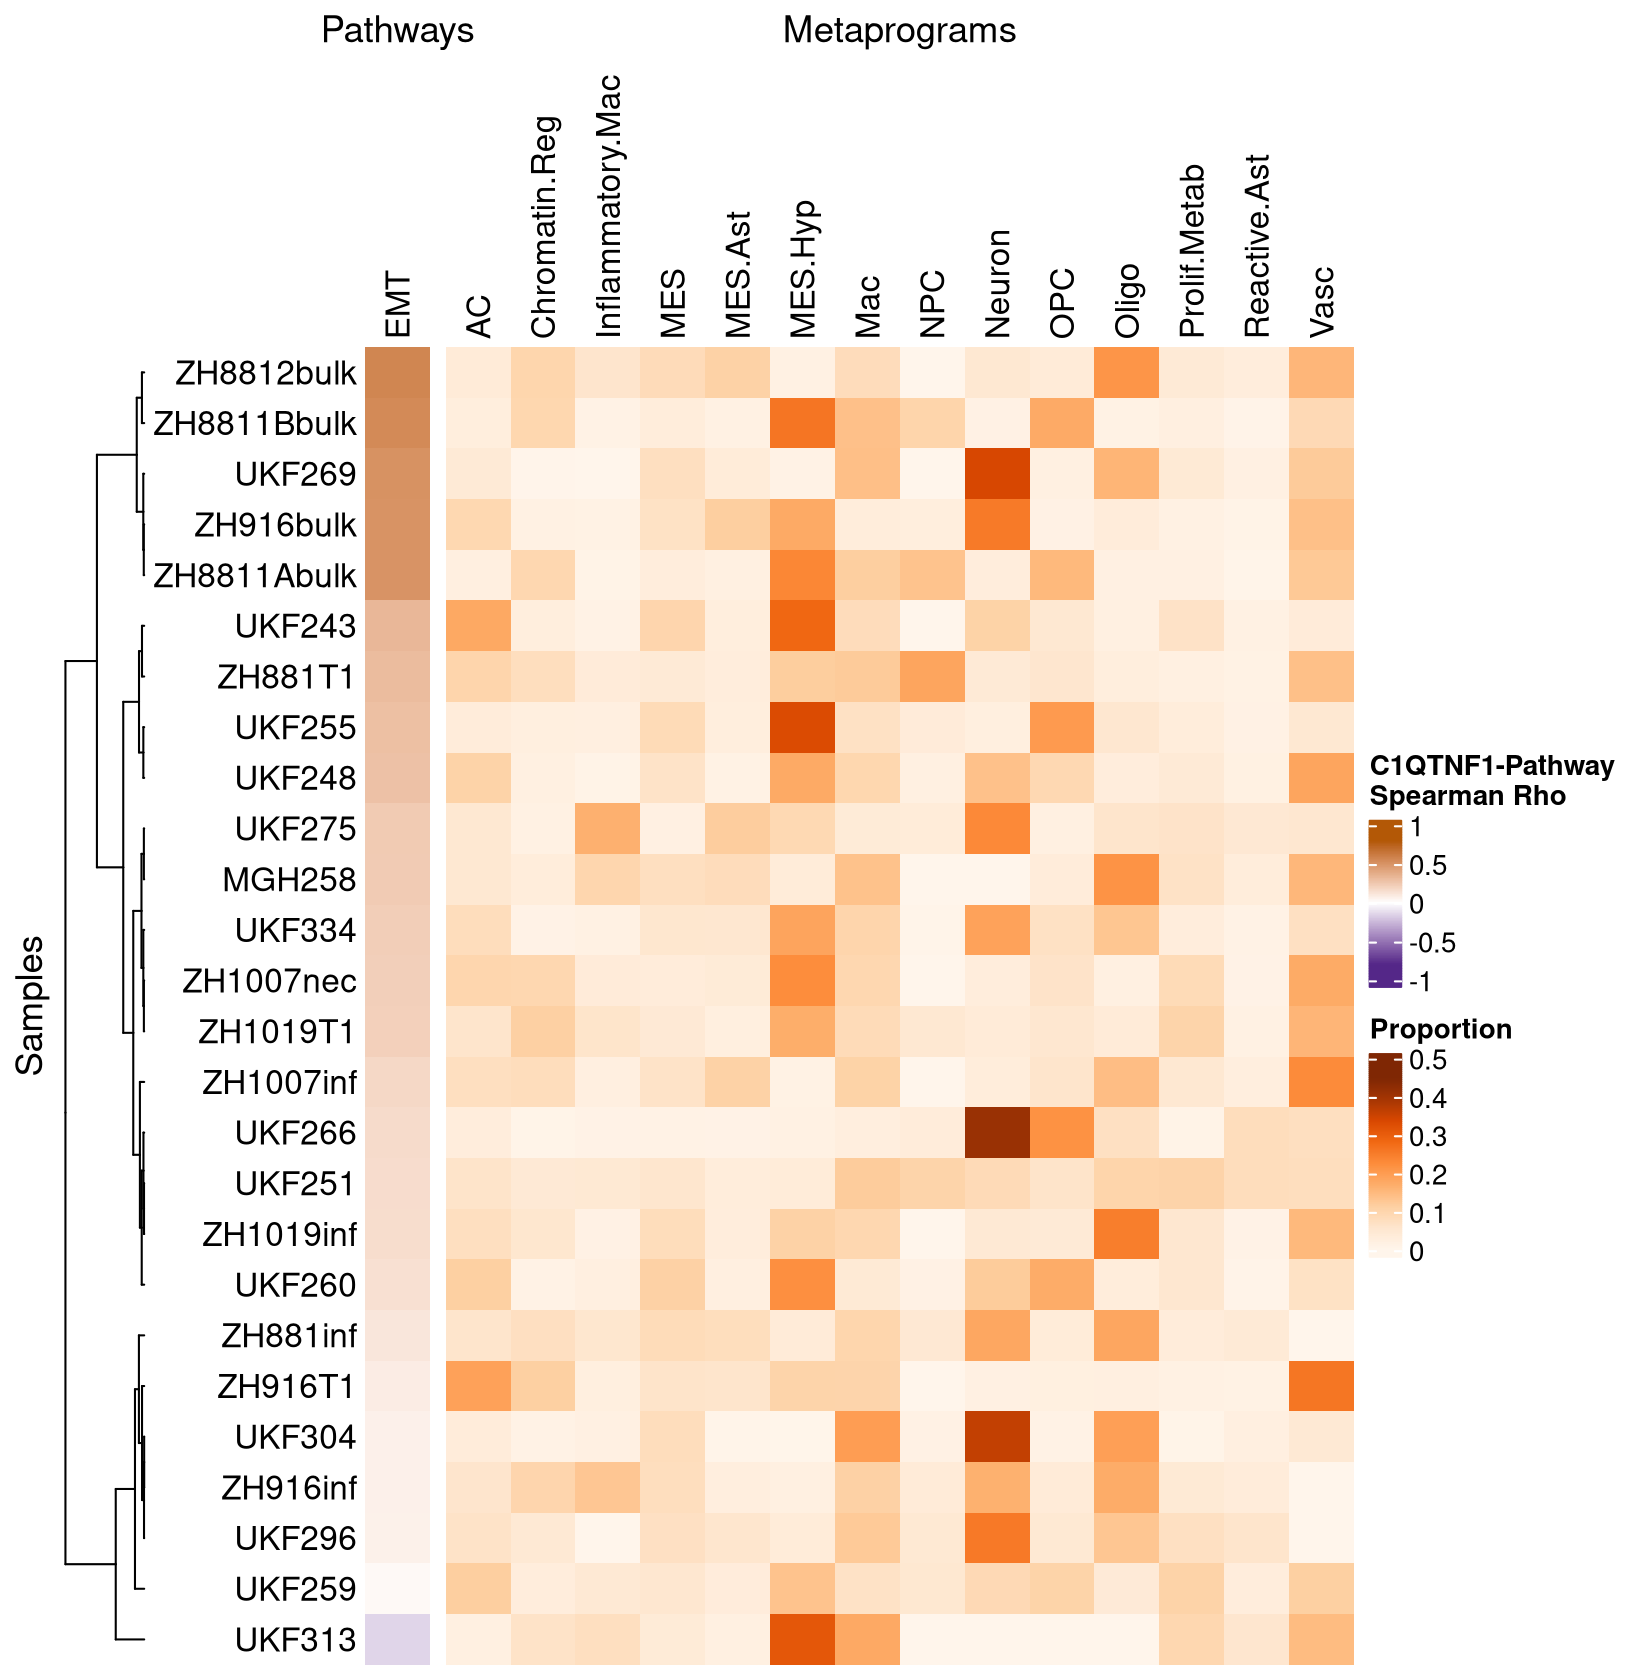 Pathways
Metaprograms
EMT
AC
Chromatin.Reg
Inflammatory.Mac
MES
MES.Ast
MES.Hyp
Mac
NPC
Neuron
OPC
Oligo
Prolif.Metab
Reactive.Ast
Vasc
Samples
ZH8812bulk
ZH8811Bbulk
UKF269
ZH916bulk
ZH8811Abulk
UKF243
ZH881T1
UKF255
UKF248
UKF275
MGH258
UKF334
ZH1007nec
ZH1019T1
ZH1007inf
UKF266
UKF251
ZH1019inf
UKF260
ZH881inf
ZH916T1
UKF304
ZH916inf
UKF296
UKF259
UKF313
C1QTNF1-Pathway
Spearman Rho
1
0.5
0
-0.5
-1
Proportion
0.5
0.4
0.3
0.2
0.1
0